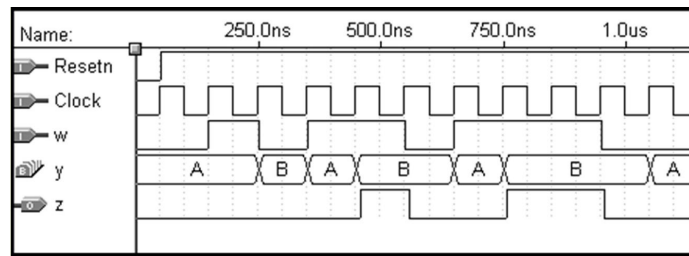 Name: 250.0ns 500.0ns 750.0ns 1.0us
Resetn
Clock
w
y A B A B A B A
z